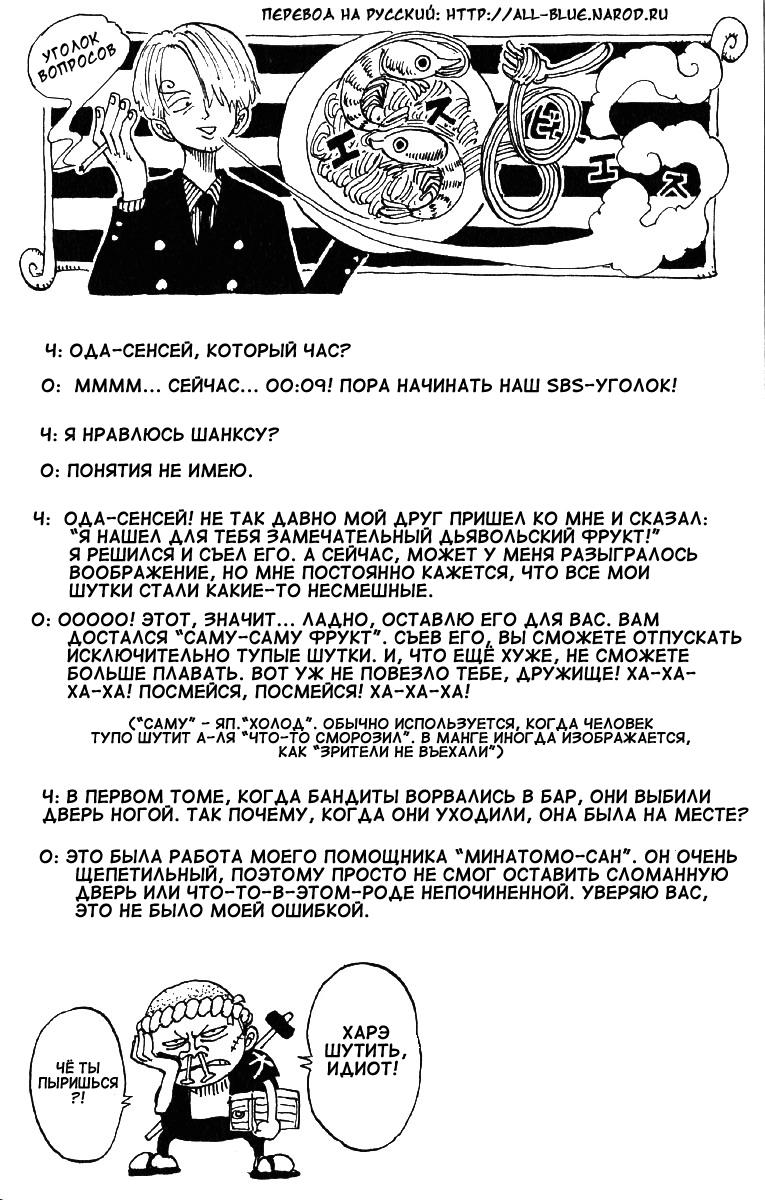 ПЕРЕВОД НА РУССКИЙ: HTTP://ALL-BLUE.NAROD.RU
УГОЛОК
ВОПРОСОВ
エス
ビー
エス
Ч: ОДА-СЕНСЕЙ, КОТОРЫЙ ЧАС?
О: ММММ... СЕЙЧАС... 00:09! ПОРА НАЧИНАТЬ НАШ SBS-УГОЛОК!
Ч: Я НРАВЛЮСЬ ШАНКСУ?
О: ПОНЯТИЯ НЕ ИМЕЮ.
Ч: ОДА-СЕНСЕЙ! НЕ ТАК ДАВНО МОЙ ДРУГ ПРИШЕЛ КО МНЕ И СКАЗАЛ:
"Я НАШЕЛ ДЛЯ ТЕБЯ ЗАМЕЧАТЕЛЬНЫЙ ДЬЯВОЛЬСКИЙ ФРУКТ!"
Я РЕШИЛСЯ И СЪЕЛ ЕГО. А СЕЙЧАС, МОЖЕТ У МЕНЯ РАЗЫГРАЛОСЬ
ВООБРАЖЕНИЕ, НО МНЕ ПОСТОЯННО КАЖЕТСЯ, ЧТО ВСЕ МОИ
ШУТКИ СТАЛИ КАКИЕ-ТО НЕСМЕШНЫЕ.
О: ООООО! ЭТОТ, ЗНАЧИТ... ЛАДНО, ОСТАВЛЮ ЕГО ДЛЯ ВАС. ВАМ
ДОСТАЛСЯ "САМУ-САМУ ФРУКТ". СЪЕВ ЕГО, ВЫ СМОЖЕТЕ ОТПУСКАТЬ
ИСКЛЮЧИТЕЛЬНО ТУПЫЕ ШУТКИ. И, ЧТО ЕЩЁ ХУЖЕ, НЕ СМОЖЕТЕ
БОЛЬШЕ ПЛАВАТЬ. ВОТ УЖ НЕ ПОВЕЗЛО ТЕБЕ, ДРУЖИЩЕ! ХА-ХА-
ХА-ХА! ПОСМЕЙСЯ, ПОСМЕЙСЯ! ХА-ХА-ХА!
("САМУ" - ЯП."ХОЛОД". ОБЫЧНО ИСПОЛЬЗУЕТСЯ, КОГДА ЧЕЛОВЕК
ТУПО ШУТИТ А-ЛЯ "ЧТО-ТО СМОРОЗИЛ". В МАНГЕ ИНОГДА ИЗОБРАЖАЕТСЯ,
КАК "ЗРИТЕЛИ НЕ ВЪЕХАЛИ")
Ч: В ПЕРВОМ ТОМЕ, КОГДА БАНДИТЫ ВОРВАЛИСЬ В БАР, ОНИ ВЫБИЛИ
ДВЕРЬ НОГОЙ. ТАК ПОЧЕМУ, КОГДА ОНИ УХОДИЛИ, ОНА БЫЛА НА МЕСТЕ?
О: ЭТО БЫЛА РАБОТА МОЕГО ПОМОЩНИКА "МИНАТОМО-САН". ОН ОЧЕНЬ
ЩЕПЕТИЛЬНЫЙ, ПОЭТОМУ ПРОСТО НЕ СМОГ ОСТАВИТЬ СЛОМАННУЮ
ДВЕРЬ ИЛИ ЧТО-ТО-В-ЭТОМ-РОДЕ НЕПОЧИНЕННОЙ. УВЕРЯЮ ВАС,
ЭТО НЕ БЫЛО МОЕЙ ОШИБКОЙ.
ЧЁ ТЫ
ПЫРИШЬСЯ
?!
ХАРЭ
ШУТИТЬ,
ИДИОТ!
大